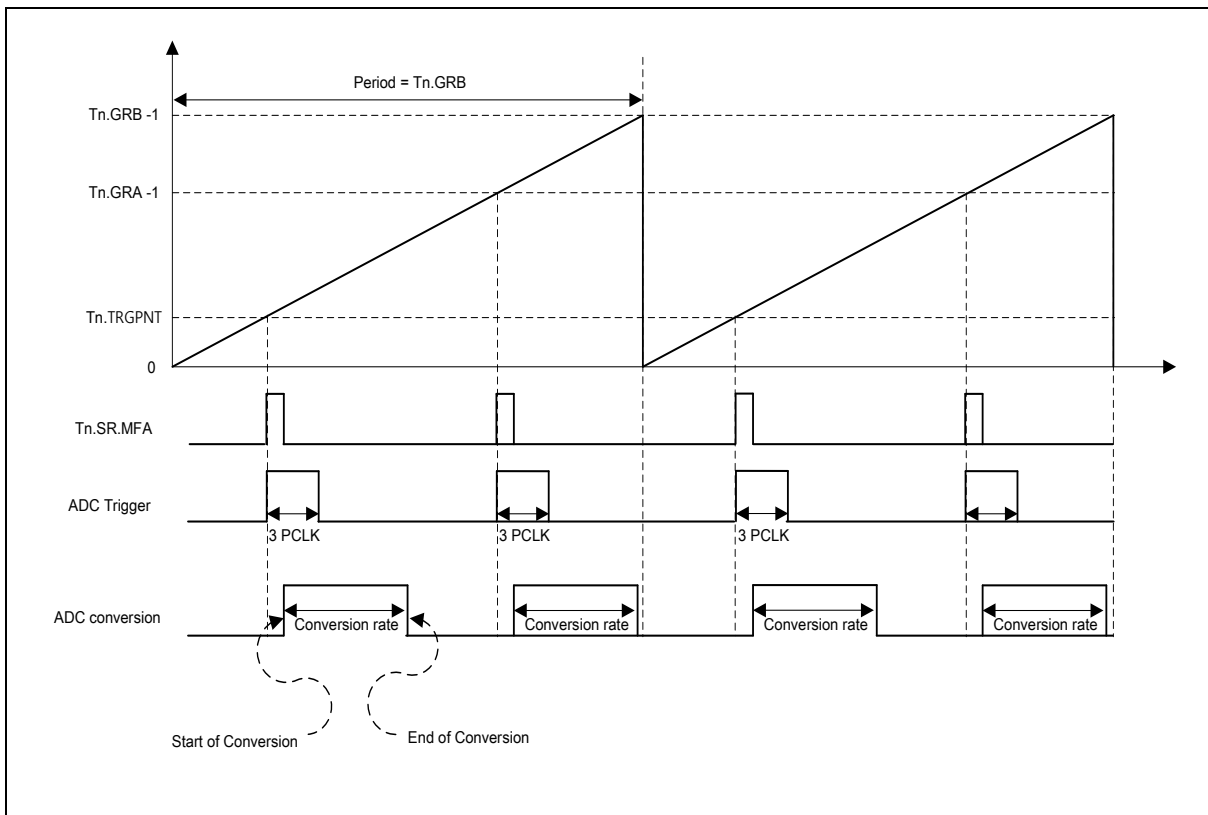 Period = Tn.GRB
Tn.GRB -1
Tn.GRA -1
Tn.TRGPNT
0
Tn.SR.MFA
ADC Trigger
3 PCLK
3 PCLK
3 PCLK
ADC conversion
Conversion rate
Conversion rate
Conversion rate
Conversion rate
Start of Conversion
End of Conversion